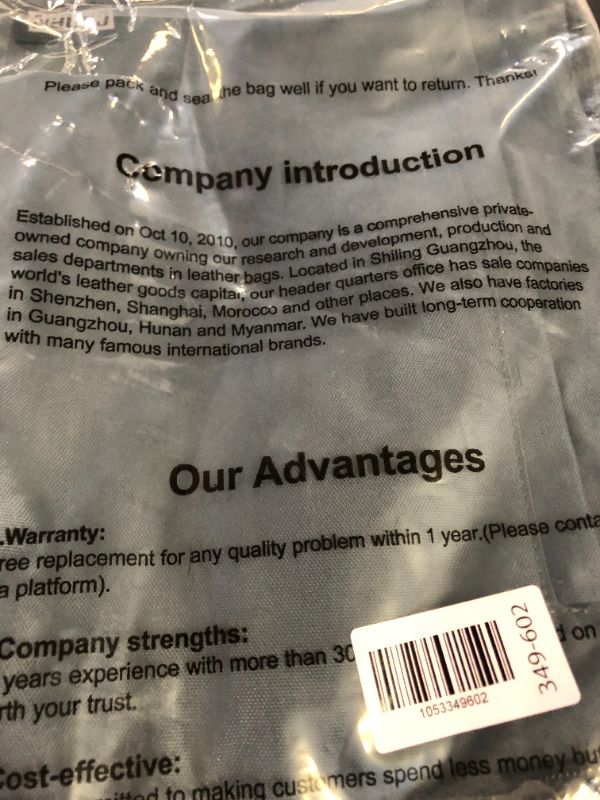 Please pack and seal the bag well if you want to return. Thanks!
Company introduction
Established on Oct 10, 2010, our company is a comprehensive private-
owned company owning our research and development, production and
sales departments in leather bags. Located in Shiling Guangzhou, the
world's leather goods capital, our header quarters office has sale companies
in Shenzhen, Shanghai, Morocco and other places. We also have factories
in Guangzhou, Hunan and Myanmar. We have built long-term cooperation
with many famous international brands.
Our Advantages
.Warranty:
ree replacement for any quality problem within 1 year.(Please conta
a platform).
Company strengths:
years experience with more than 30
d on
rth your trust.
349-602
1053349602
Cost-effective:
itted to making customers spend less money but